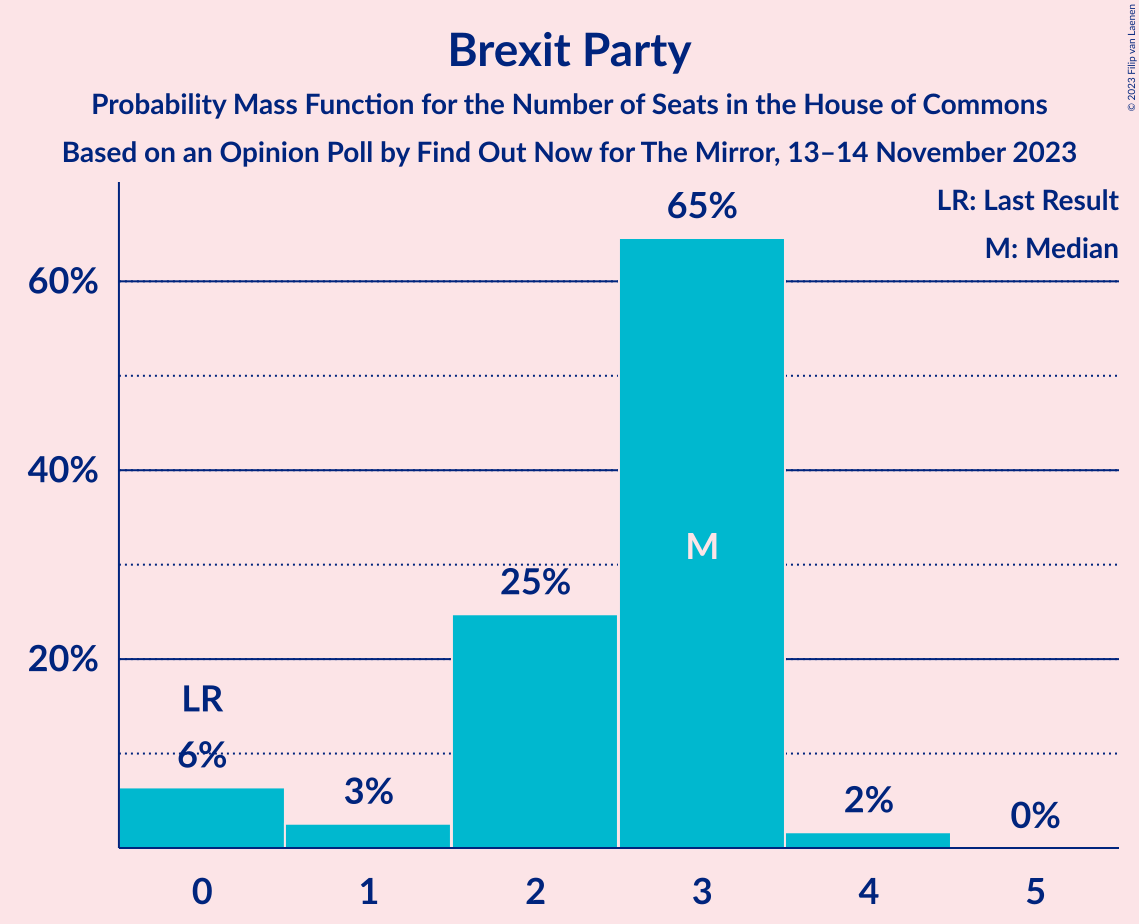 Brexit Party
Probability Mass Function for the Number of Seats in the House of Commons
Based on an Opinion Poll by Find Out Now for The Mirror, 13–14 November 2023
© 2023 Filip van Laenen
LR: Last Result
M: Median
65%
60%
40%
M
25%
20%
LR
6%
3%
2%
0%
0 1 2 3 4 5